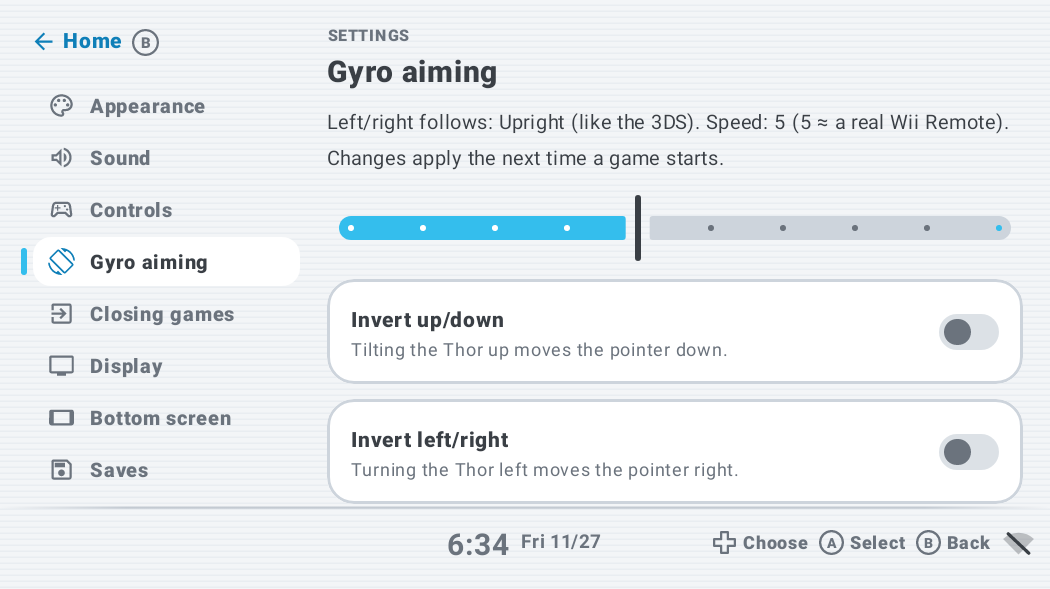 Home B
SETTINGS
Gyro aiming
Left/right follows: Upright (like the 3DS). Speed: 5 (5 ≈ a real Wii Remote).
Changes apply the next time a game starts.
Appearance
Sound
Controls
Gyro aiming
Closing games
Display
Bottom screen
Saves
Invert up/down
Tilting the Thor up moves the pointer down.
Invert left/right
Turning the Thor left moves the pointer right.
6:34 Fri 11/27
Choose A Select B Back